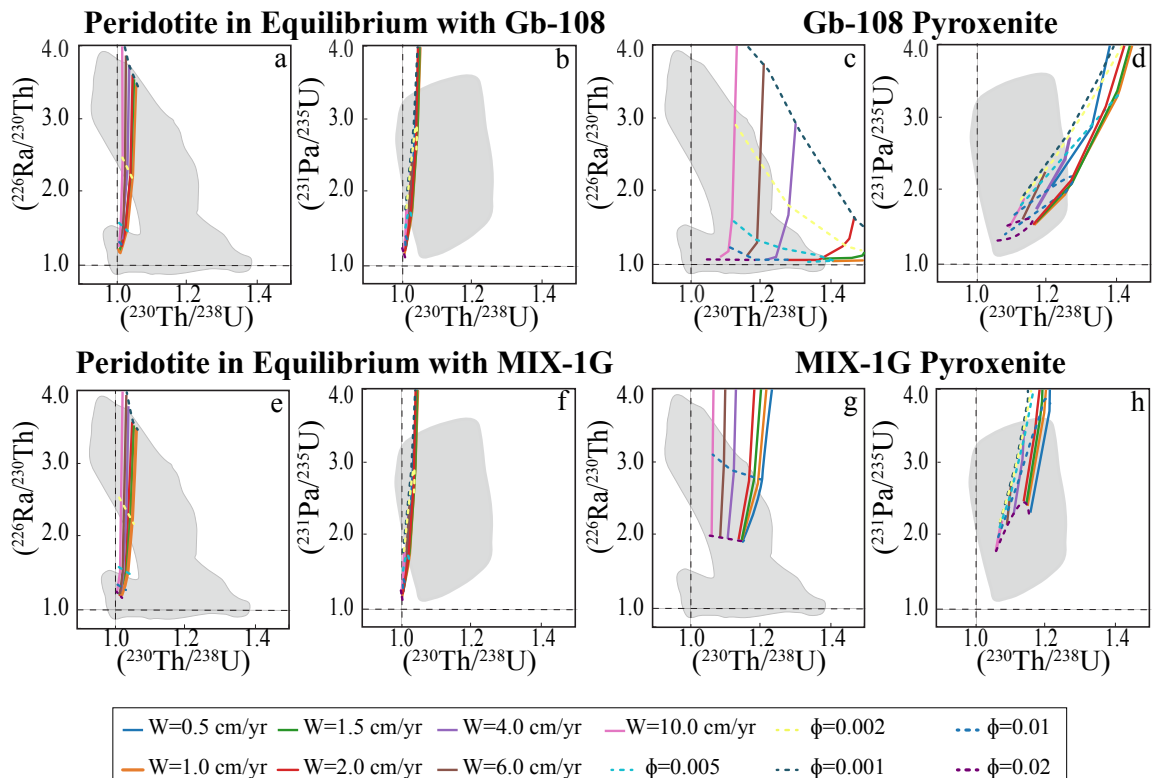 Peridotite in Equilibrium with Gb-108 Gb-108 Pyroxenite
4.0 a 4.0 b 4.0 c 4.0 d
(²²⁶Ra/²³⁰Th) (²³¹Pa/²³⁵U) (²²⁶Ra/²³⁰Th) (²³¹Pa/²³⁵U)
3.0 3.0 3.0 3.0
2.0 2.0 2.0 2.0
1.0 1.0 1.0 1.0
1.0 1.2 1.4 1.0 1.2 1.4 1.0 1.2 1.4 1.0 1.2 1.4
(²³⁰Th/²³⁸U) (²³⁰Th/²³⁸U) (²³⁰Th/²³⁸U) (²³⁰Th/²³⁸U)
Peridotite in Equilibrium with MIX-1G MIX-1G Pyroxenite
4.0 e 4.0 f 4.0 g 4.0 h
(²²⁶Ra/²³⁰Th) (²³¹Pa/²³⁵U) (²²⁶Ra/²³⁰Th) (²³¹Pa/²³⁵U)
3.0 3.0 3.0 3.0
2.0 2.0 2.0 2.0
1.0 1.0 1.0 1.0
1.0 1.2 1.4 1.0 1.2 1.4 1.0 1.2 1.4 1.0 1.2 1.4
(²³⁰Th/²³⁸U) (²³⁰Th/²³⁸U) (²³⁰Th/²³⁸U) (²³⁰Th/²³⁸U)
W=0.5 cm/yr W=1.5 cm/yr W=4.0 cm/yr W=10.0 cm/yr ϕ=0.002 ϕ=0.01
W=1.0 cm/yr W=2.0 cm/yr W=6.0 cm/yr ϕ=0.005 ϕ=0.001 ϕ=0.02